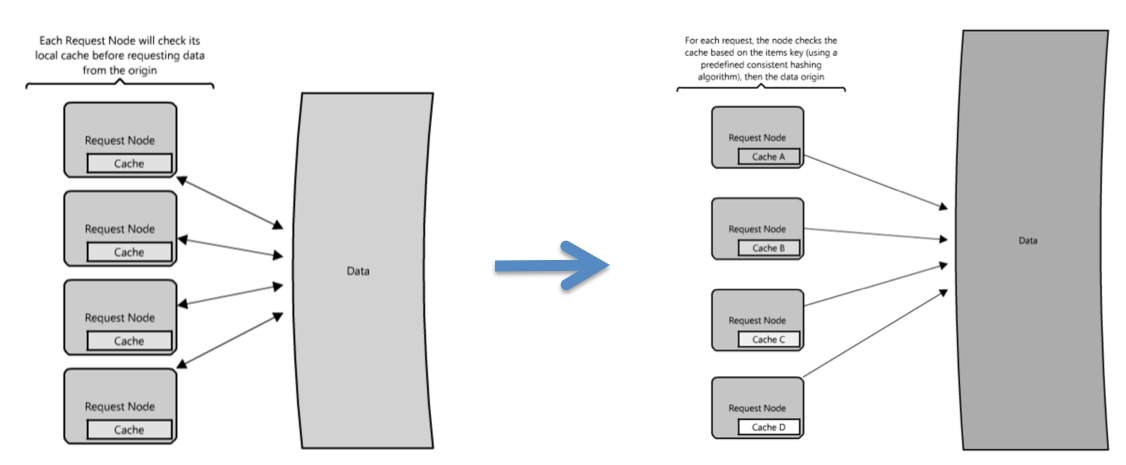 Each Request Node will check its
local cache before requesting data
from the origin
Request Node
Cache
Request Node
Cache
Request Node
Cache
Request Node
Cache
Data
For each request, the node checks the
cache based on the items key (using a
predefined consistent hashing
algorithm), then the data origin
Request Node
Cache A
Request Node
Cache B
Request Node
Cache C
Request Node
Cache D
Data